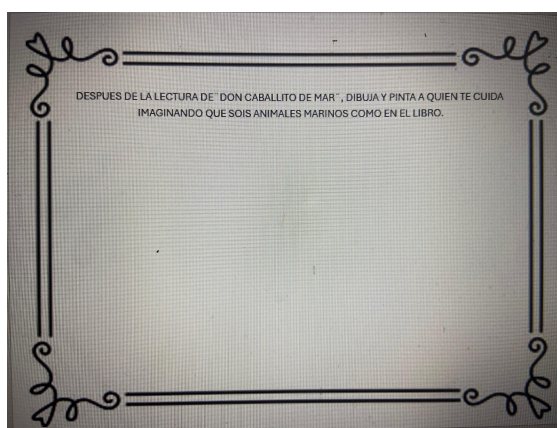 DESPUES DE LA LECTURA DE¨DON CABALLITO DE MAR¨, DIBUJA Y PINTA A QUIEN TE CUIDA
IMAGINANDO QUE SOIS ANIMALES MARINOS COMO EN EL LIBRO.